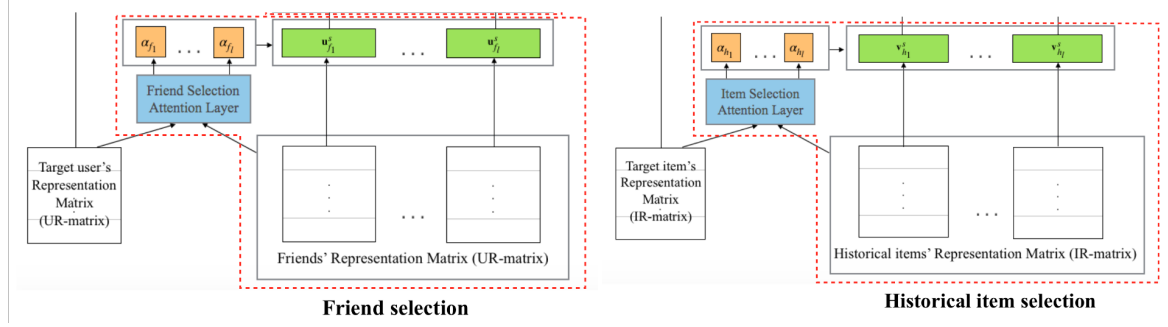 α_{f_1} . . . α_{f_l}
u^s_{f_1} . . . u^s_{f_l}
Friend Selection
Attention Layer
Target user's
Representation
Matrix
(UR-matrix)
. . .
Friends' Representation Matrix (UR-matrix)
Friend selection
α_{h_1} . . . α_{h_l}
v^s_{h_1} . . . v^s_{h_l}
Item Selection
Attention Layer
Target item's
Representation
Matrix
(IR-matrix)
. . .
Historical items' Representation Matrix (IR-matrix)
Historical item selection